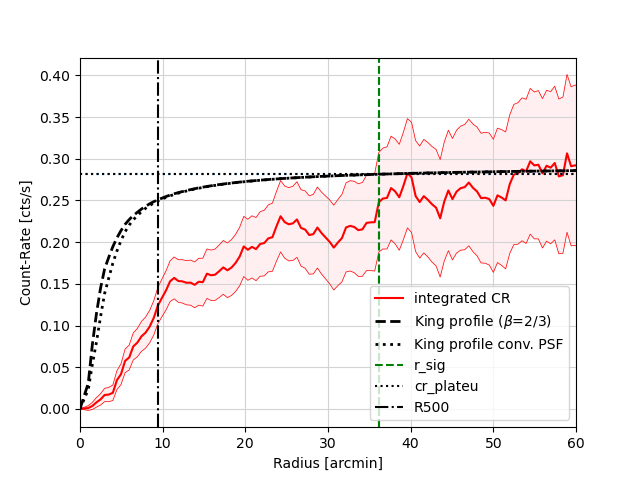 0.40
0.35
0.30
0.25
0.20
0.15
0.10
0.05
0.00
Count-Rate [cts/s]
integrated CR
King profile (β=2/3)
King profile conv. PSF
r_sig
cr_plateu
R500
0 10 20 30 40 50 60
Radius [arcmin]